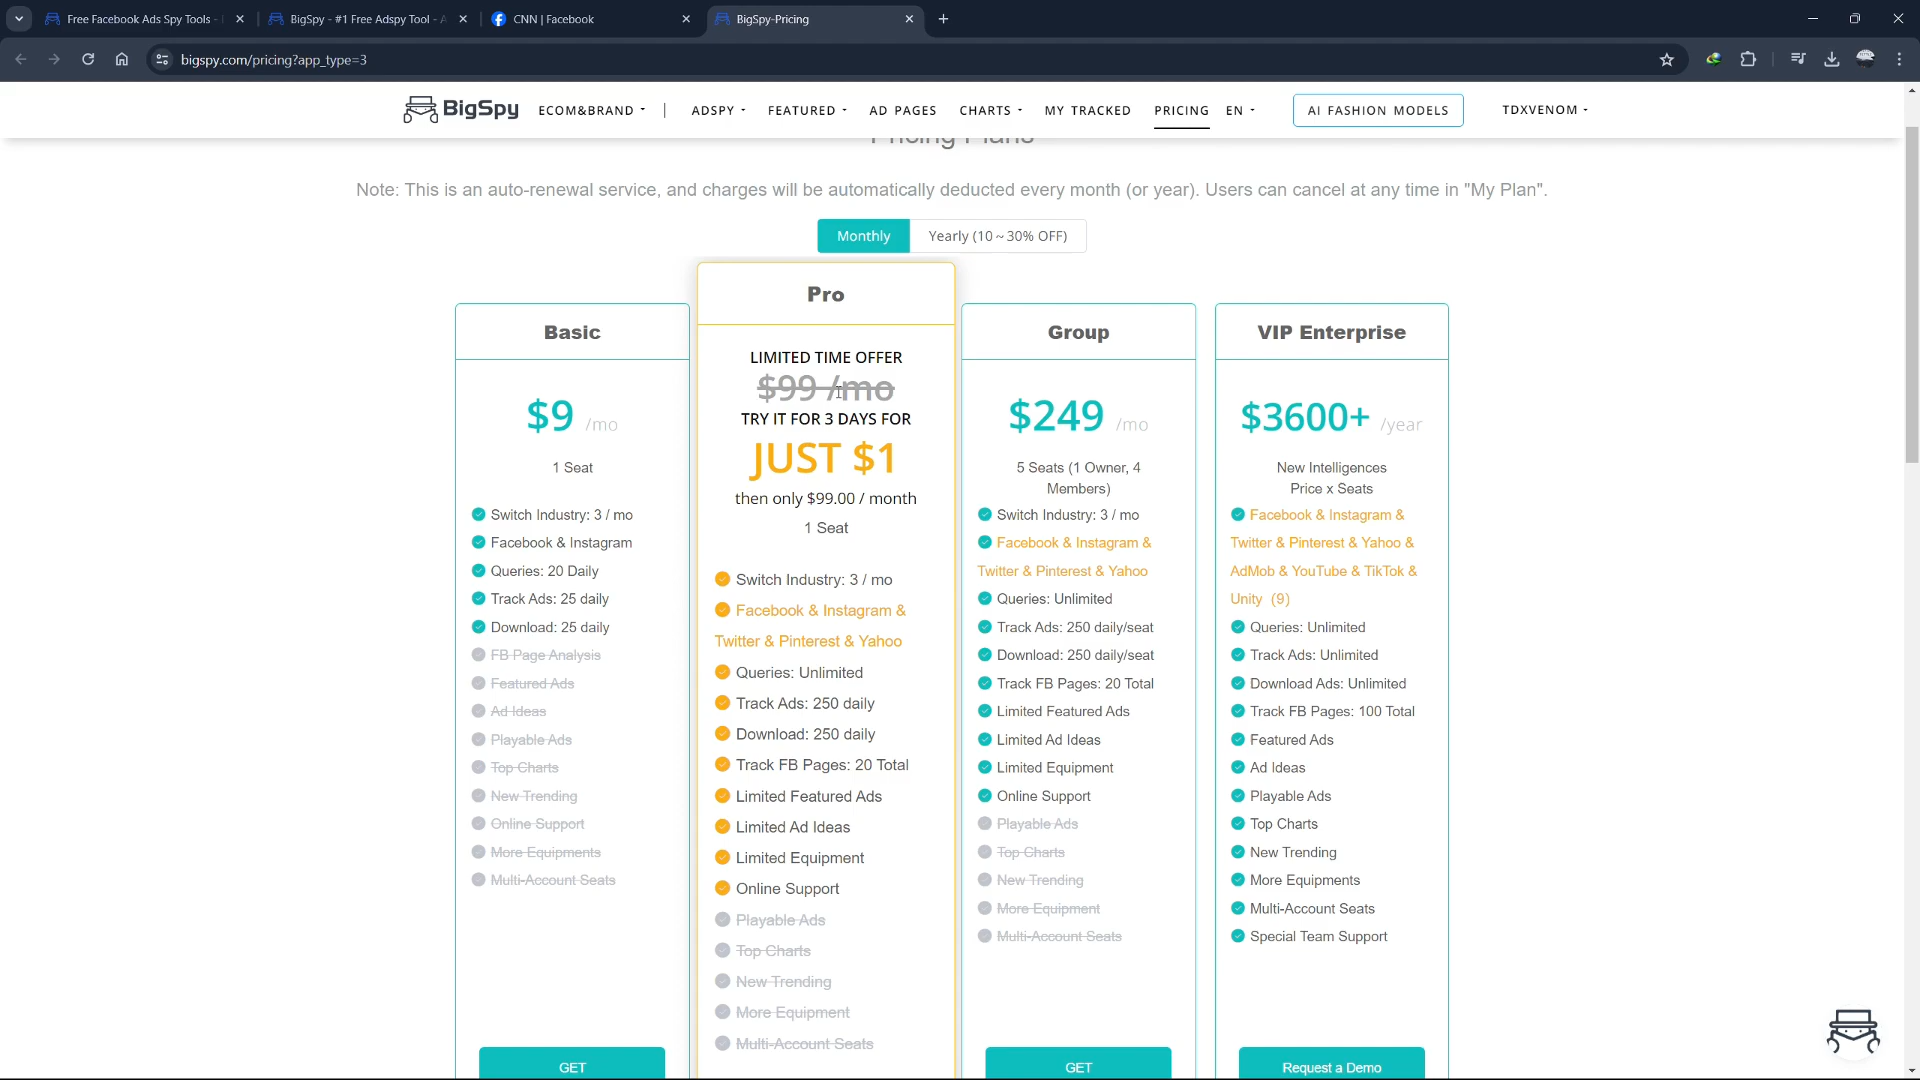 Free Facebook Ads Spy Tools -
BigSpy - #1 Free Adspy Tool - A
CNN | Facebook
BigSpy-Pricing
bigspy.com/pricing?app_type=3
BigSpy
ECOM&BRAND
|
ADSPY
FEATURED
AD PAGES
CHARTS
MY TRACKED
PRICING
EN
AI FASHION MODELS
TDXVENOM
Pricing Plans
Note: This is an auto-renewal service, and charges will be automatically deducted every month (or year). Users can cancel at any time in "My Plan".
Monthly
Yearly (10 ~ 30% OFF)
Basic
$9 /mo
1 Seat
Switch Industry: 3 / mo
Facebook & Instagram
Queries: 20 Daily
Track Ads: 25 daily
Download: 25 daily
FB Page Analysis
Featured Ads
Ad Ideas
Playable Ads
Top Charts
New Trending
Online Support
More Equipments
Multi-Account Seats
GET
Pro
LIMITED TIME OFFER
$99 /mo
TRY IT FOR 3 DAYS FOR
JUST $1
then only $99.00 / month
1 Seat
Switch Industry: 3 / mo
Facebook & Instagram &
Twitter & Pinterest & Yahoo
Queries: Unlimited
Track Ads: 250 daily
Download: 250 daily
Track FB Pages: 20 Total
Limited Featured Ads
Limited Ad Ideas
Limited Equipment
Online Support
Playable Ads
Top Charts
New Trending
More Equipment
Multi-Account Seats
Group
$249 /mo
5 Seats (1 Owner, 4
Members)
Switch Industry: 3 / mo
Facebook & Instagram &
Twitter & Pinterest & Yahoo
Queries: Unlimited
Track Ads: 250 daily/seat
Download: 250 daily/seat
Track FB Pages: 20 Total
Limited Featured Ads
Limited Ad Ideas
Limited Equipment
Online Support
Playable Ads
Top Charts
New Trending
More Equipment
Multi-Account Seats
GET
VIP Enterprise
$3600+ /year
New Intelligences
Price x Seats
Facebook & Instagram &
Twitter & Pinterest & Yahoo &
AdMob & YouTube & TikTok &
Unity (9)
Queries: Unlimited
Track Ads: Unlimited
Download Ads: Unlimited
Track FB Pages: 100 Total
Featured Ads
Ad Ideas
Playable Ads
Top Charts
New Trending
More Equipments
Multi-Account Seats
Special Team Support
Request a Demo